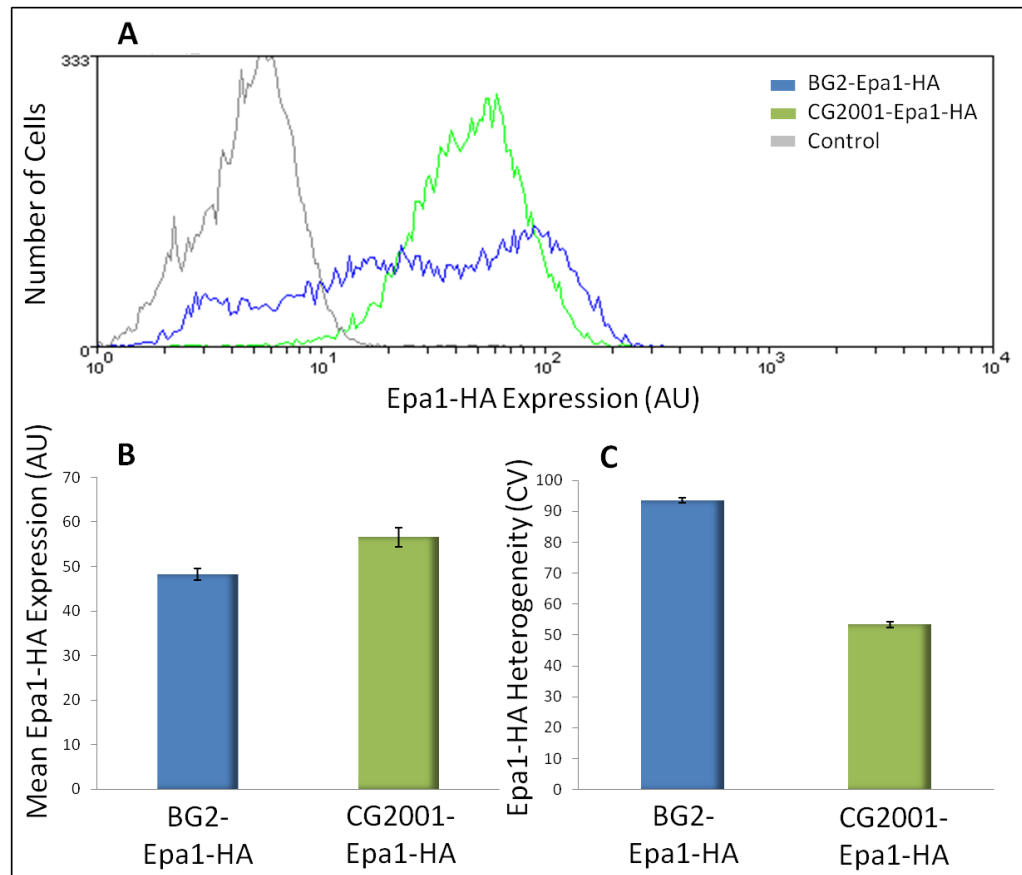 A
333
0
Number of Cells
BG2-Epa1-HA
CG2001-Epa1-HA
Control
10^0
10^1
10^2
10^3
10^4
Epa1-HA Expression (AU)
B
Mean Epa1-HA Expression (AU)
70
60
50
40
30
20
10
0
BG2-
Epa1-HA
CG2001-
Epa1-HA
C
Epa1-HA Heterogeneity (CV)
100
90
80
70
60
50
40
30
20
10
0
BG2-
Epa1-HA
CG2001-
Epa1-HA